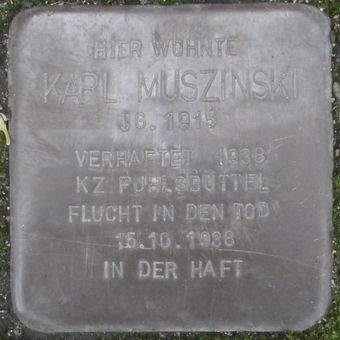 HIER WOHNTE
KARL MUSZINSKI
JG. 1915
VERHAFTET 1938
KZ FUHLSBÜTTEL
FLUCHT IN DEN TOD
15.10.1938
IN DER HAFT